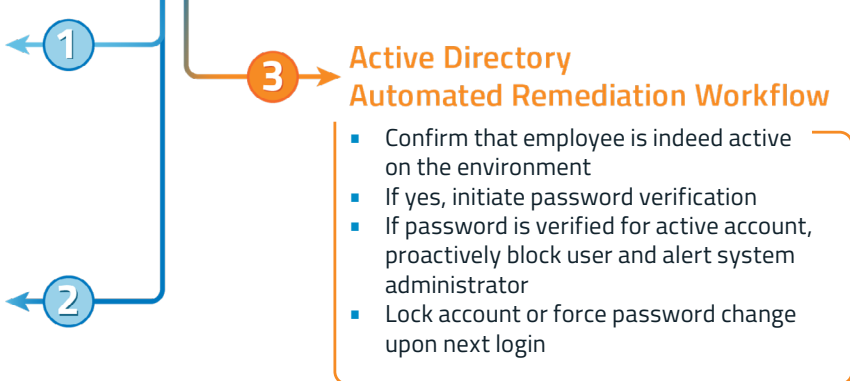 1
3
Active Directory
Automated Remediation Workflow
▪ Confirm that employee is indeed active
on the environment
▪ If yes, initiate password verification
▪ If password is verified for active account,
proactively block user and alert system
administrator
▪ Lock account or force password change
upon next login
2